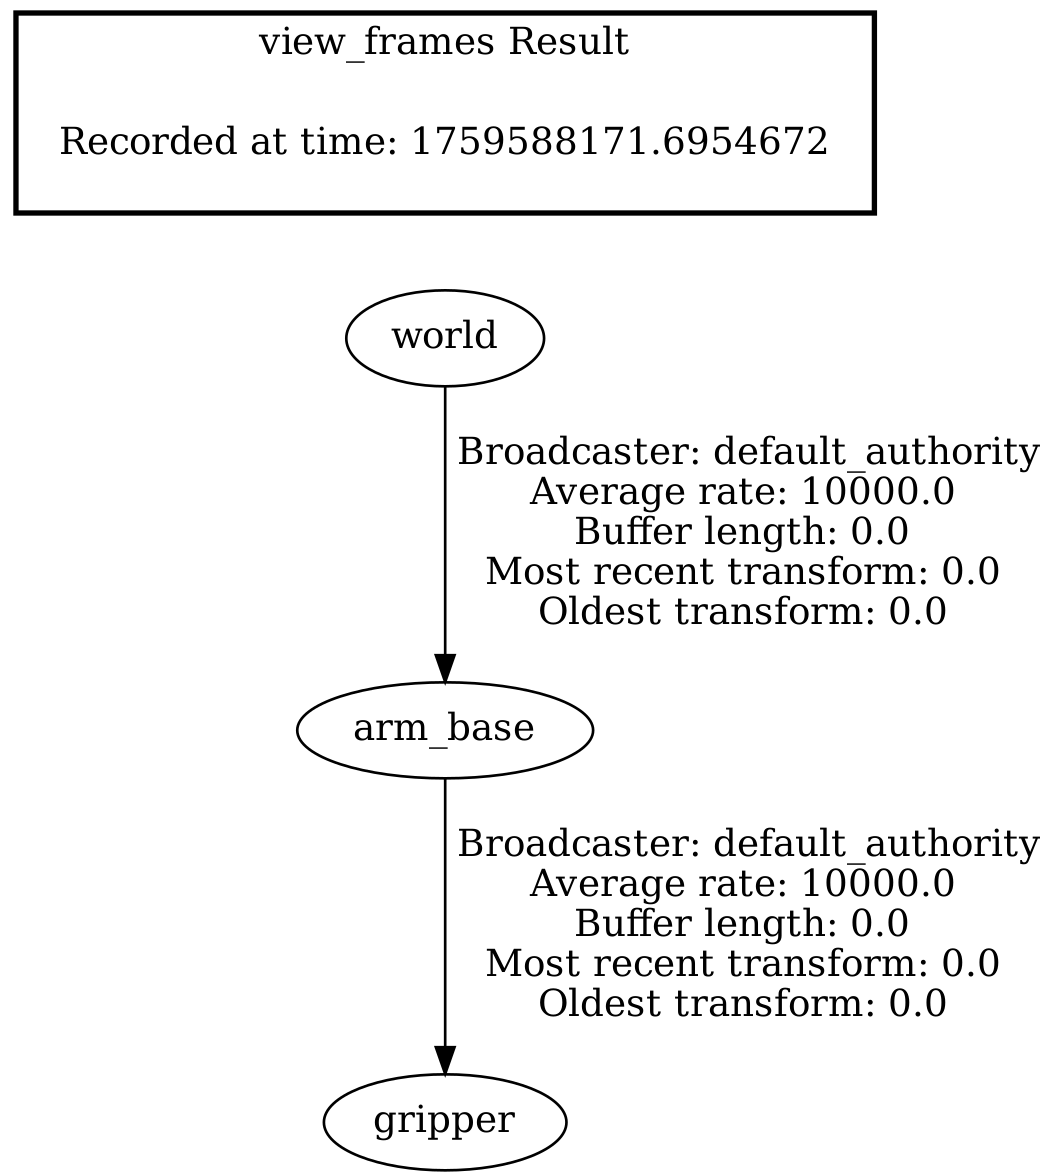 view_frames Result
Recorded at time: 1759588171.6954672
world
Broadcaster: default_authority
Average rate: 10000.0
Buffer length: 0.0
Most recent transform: 0.0
Oldest transform: 0.0
arm_base
Broadcaster: default_authority
Average rate: 10000.0
Buffer length: 0.0
Most recent transform: 0.0
Oldest transform: 0.0
gripper